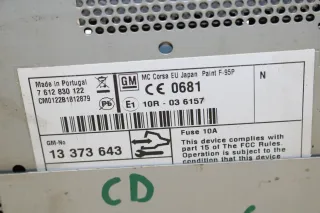 Made in Portugal
7 612 830 122
CM0122B1812879
GM
MC Corsa EU Japan Paint F-95P
N
CE 0681
Pb
E1
10R - 03 6157
GM-No
13 373 643
Fuse 10A
This device complies with
part 15 of The FCC Rules.
Operation is subject to the
condition that this device
CD